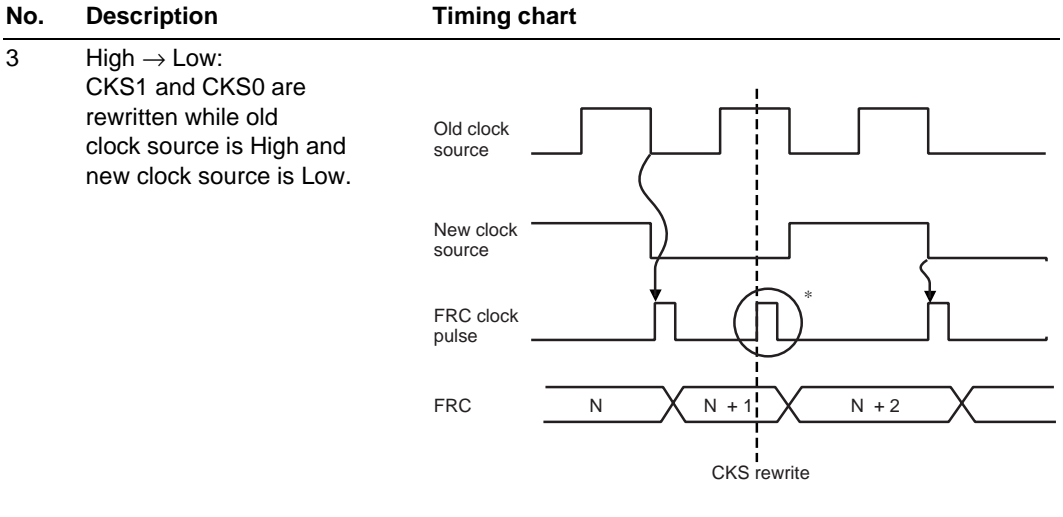 No. Description Timing chart
3 High → Low:
CKS1 and CKS0 are
rewritten while old
clock source is High and
new clock source is Low.
Old clock
source
New clock
source
FRC clock
pulse
*
FRC N N + 1 N + 2
CKS rewrite